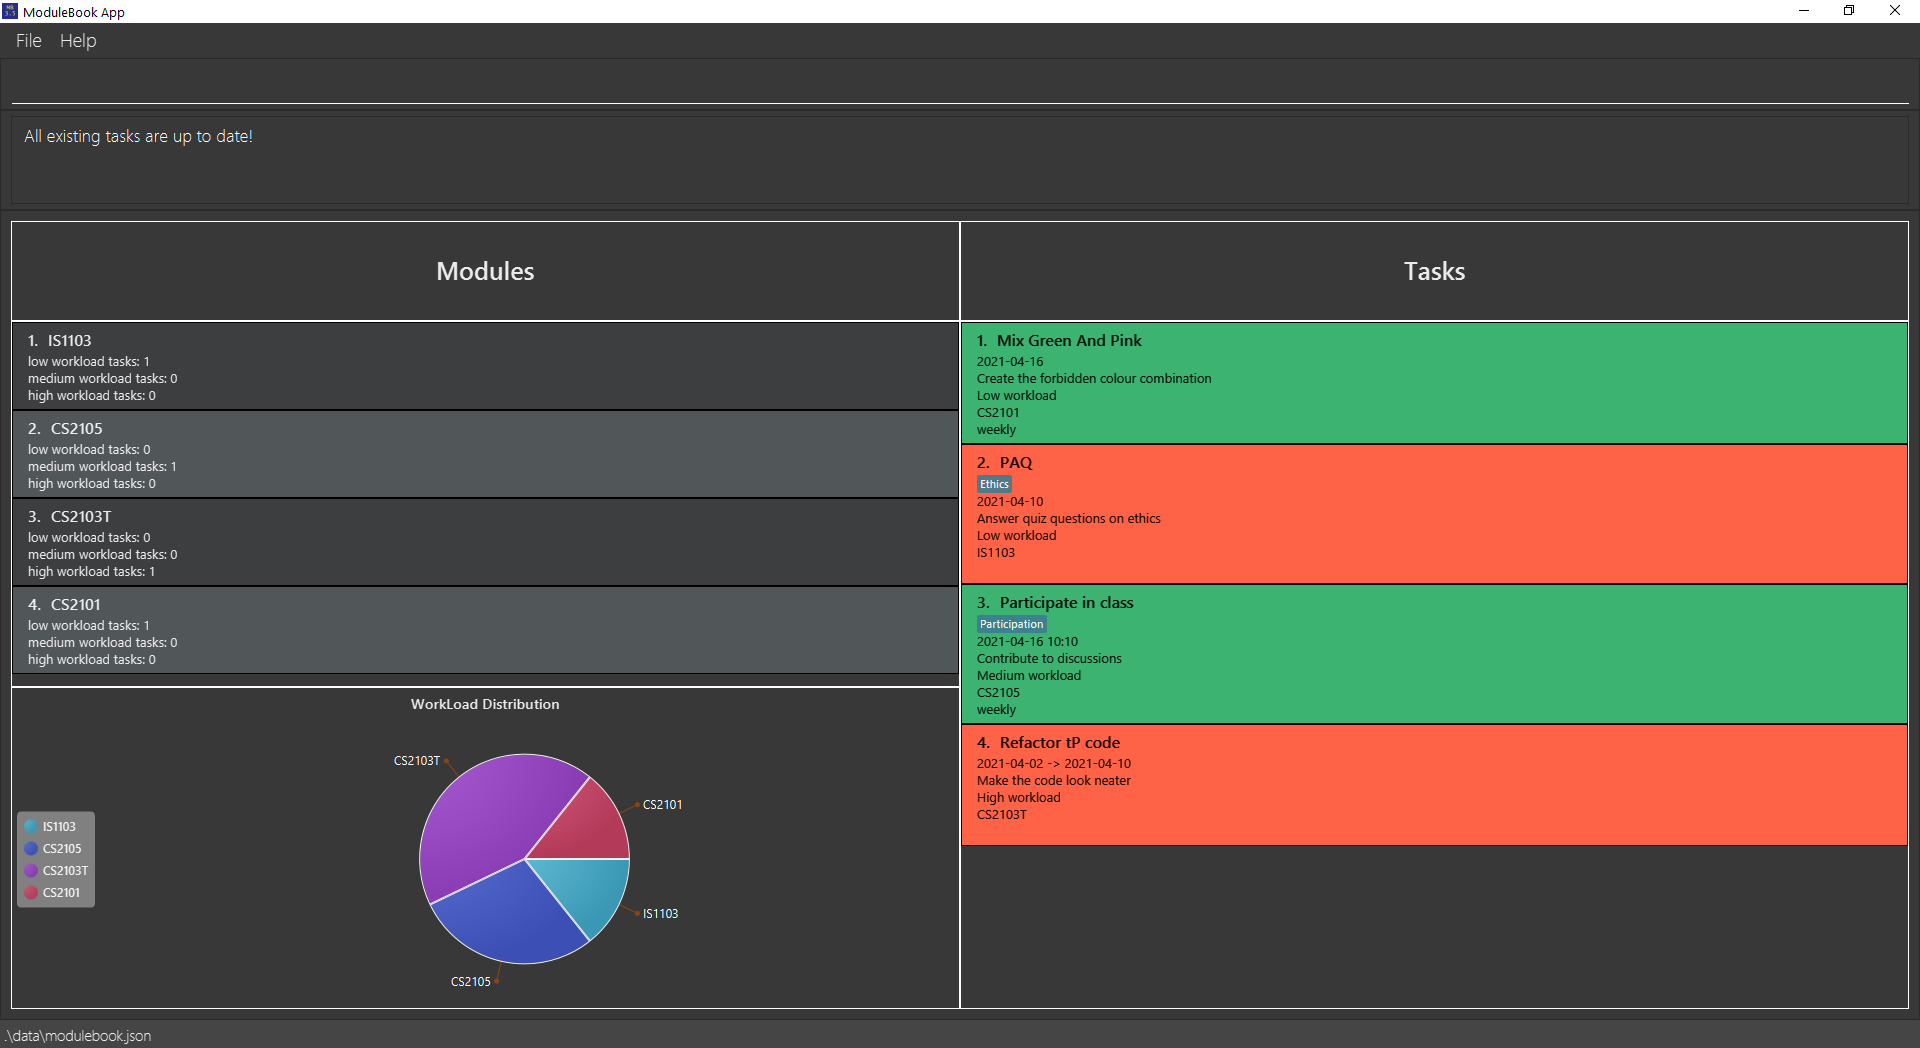 ModuleBook App
File Help
All existing tasks are up to date!
Modules
1. IS1103
low workload tasks: 1
medium workload tasks: 0
high workload tasks: 0
2. CS2105
low workload tasks: 0
medium workload tasks: 1
high workload tasks: 0
3. CS2103T
low workload tasks: 0
medium workload tasks: 0
high workload tasks: 1
4. CS2101
low workload tasks: 1
medium workload tasks: 0
high workload tasks: 0
WorkLoad Distribution
CS2103T
CS2101
IS1103
CS2105
IS1103
CS2105
CS2103T
CS2101
Tasks
1. Mix Green And Pink
2021-04-16
Create the forbidden colour combination
Low workload
CS2101
weekly
2. PAQ
Ethics
2021-04-10
Answer quiz questions on ethics
Low workload
IS1103
3. Participate in class
Participation
2021-04-16 10:10
Contribute to discussions
Medium workload
CS2105
weekly
4. Refactor tP code
2021-04-02 -> 2021-04-10
Make the code look neater
High workload
CS2103T
.\data\modulebook.json